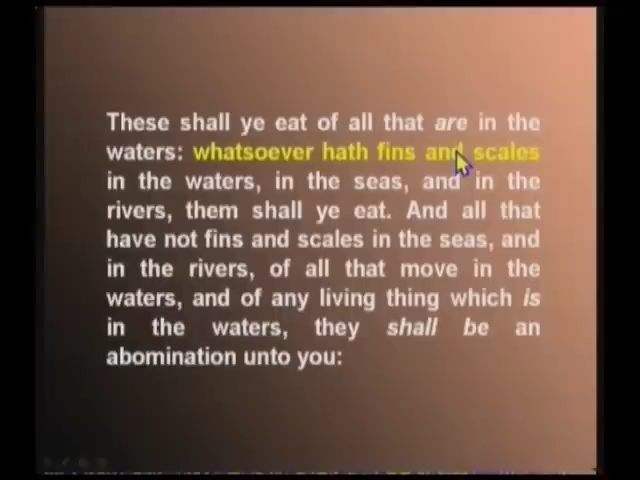 These shall ye eat of all that are in the
waters: whatsoever hath fins and scales
in the waters, in the seas, and in the
rivers, them shall ye eat. And all that
have not fins and scales in the seas, and
in the rivers, of all that move in the
waters, and of any living thing which is
in the waters, they shall be an
abomination unto you: